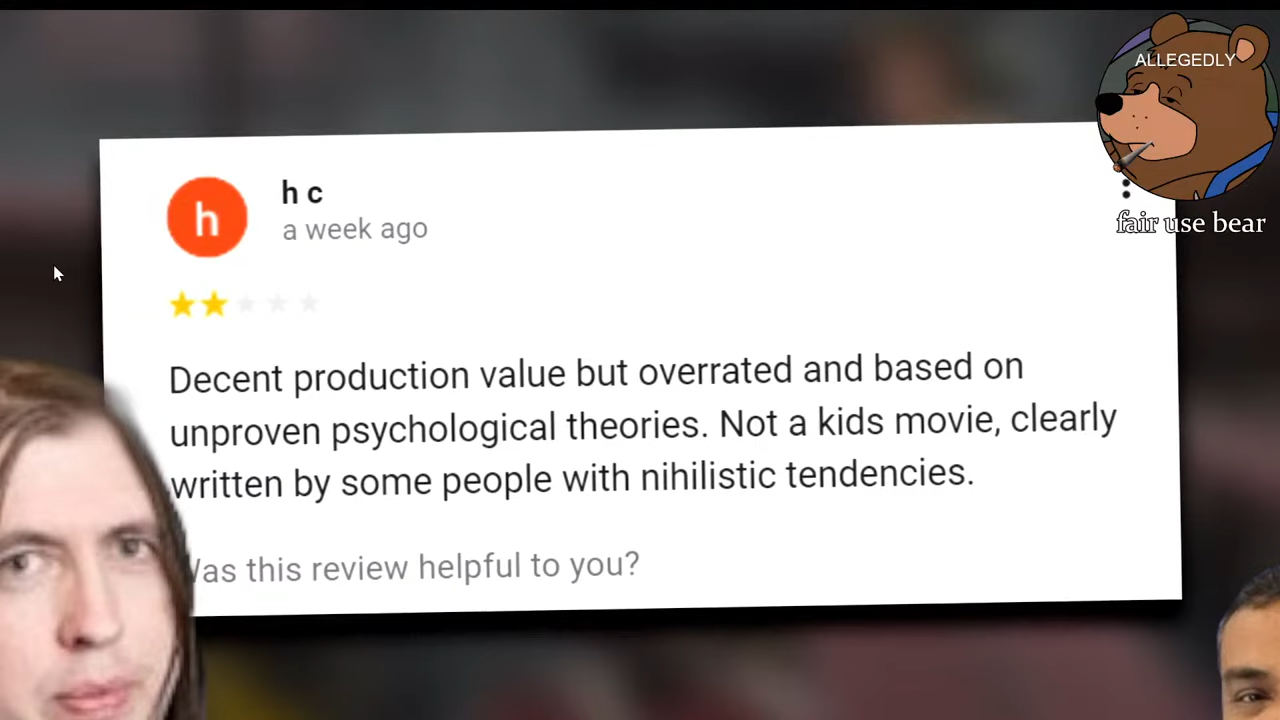 ALLEGEDLY
fair use bear
h
h c
a week ago
Decent production value but overrated and based on
unproven psychological theories. Not a kids movie, clearly
written by some people with nihilistic tendencies.
Was this review helpful to you?